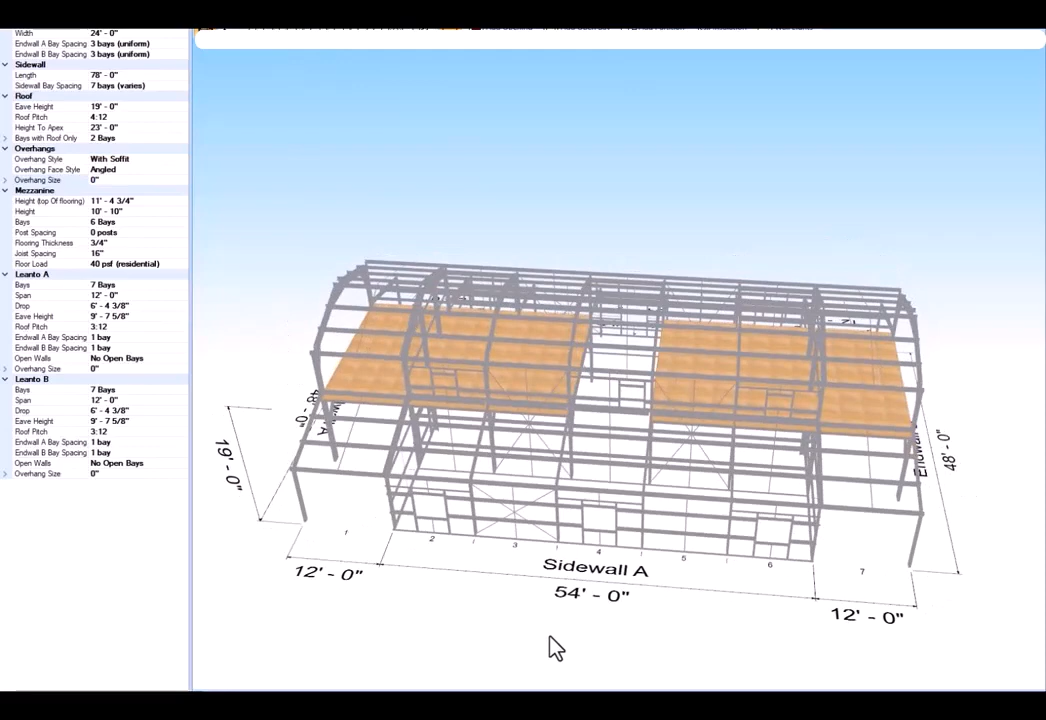 Width 24' - 0"
Endwall A Bay Spacing 3 bays (uniform)
Endwall B Bay Spacing 3 bays (uniform)
Sidewall
Length 78' - 0"
Sidewall Bay Spacing 7 bays (varies)
Roof
Eave Height 19' - 0"
Roof Pitch 4:12
Height To Apex 23' - 0"
Bays with Roof Only 2 Bays
Overhangs
Overhang Style With Soffit
Overhang Face Style Angled
Overhang Size 0"
Mezzanine
Height (top Of flooring) 11' - 4 3/4"
Height 10' - 10"
Bays 6 Bays
Post Spacing 0 posts
Flooring Thickness 3/4"
Joist Spacing 16"
Floor Load 40 psf (residential)
Leanto A
Bays 7 Bays
Span 12' - 0"
Drop 6' - 4 3/8"
Eave Height 9' - 7 5/8"
Roof Pitch 3:12
Endwall A Bay Spacing 1 bay
Endwall B Bay Spacing 1 bay
Open Walls No Open Bays
Overhang Size 0"
Leanto B
Bays 7 Bays
Span 12' - 0"
Drop 6' - 4 3/8"
Eave Height 9' - 7 5/8"
Roof Pitch 3:12
Endwall A Bay Spacing 1 bay
Endwall B Bay Spacing 1 bay
Open Walls No Open Bays
Overhang Size 0"
19' - 0"
48' - 0"
48' - 0"
1 2 3 4 5 6 7
Sidewall A
12' - 0"
54' - 0"
12' - 0"